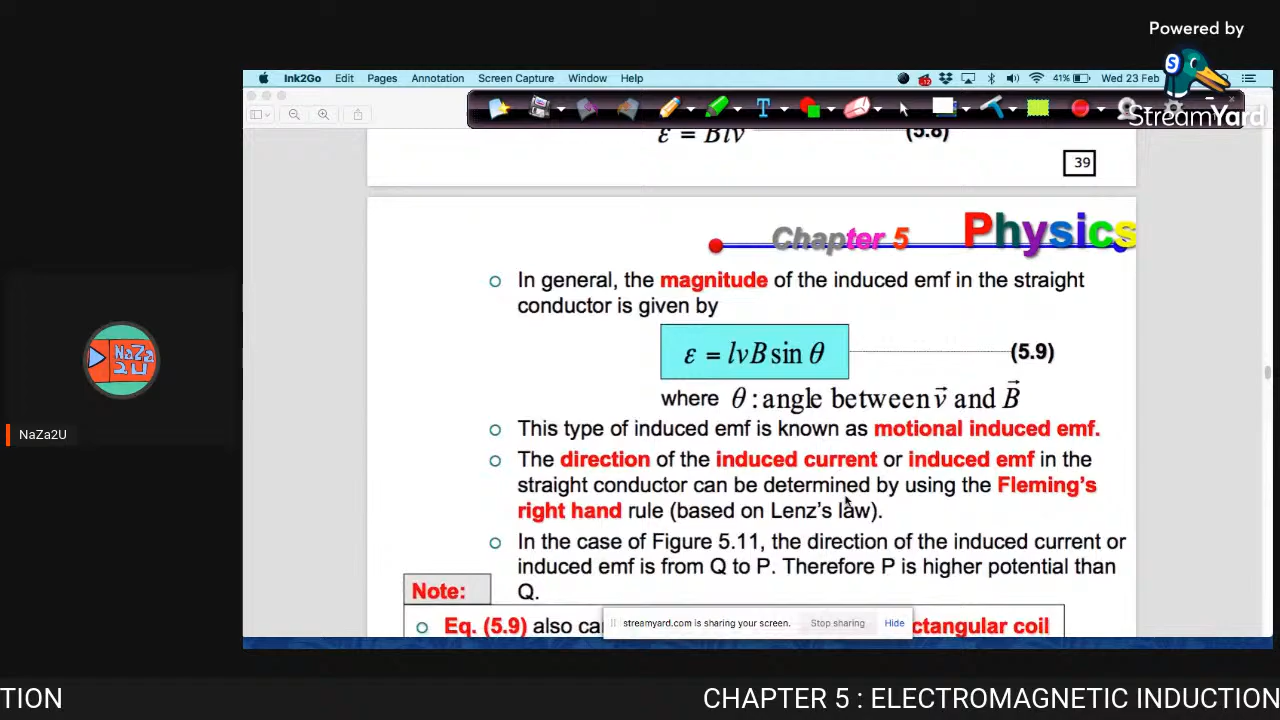 Powered by
StreamYard
Ink2Go Edit Pages Annotation Screen Capture Window Help 41% Wed 23 Feb
ε = Blv (5.8)
39
Chapter 5 Physics
In general, the magnitude of the induced emf in the straight
conductor is given by
ε = lvB sin θ (5.9)
where θ : angle between v⃗ and B⃗
This type of induced emf is known as motional induced emf.
The direction of the induced current or induced emf in the
straight conductor can be determined by using the Fleming's
right hand rule (based on Lenz's law).
In the case of Figure 5.11, the direction of the induced current or
induced emf is from Q to P. Therefore P is higher potential than
Q.
Note:
Eq. (5.9) also ctangular coil
streamyard.com is sharing your screen. Stop sharing Hide
NaZa
2U
NaZa2U
TION CHAPTER 5 : ELECTROMAGNETIC INDUCTION